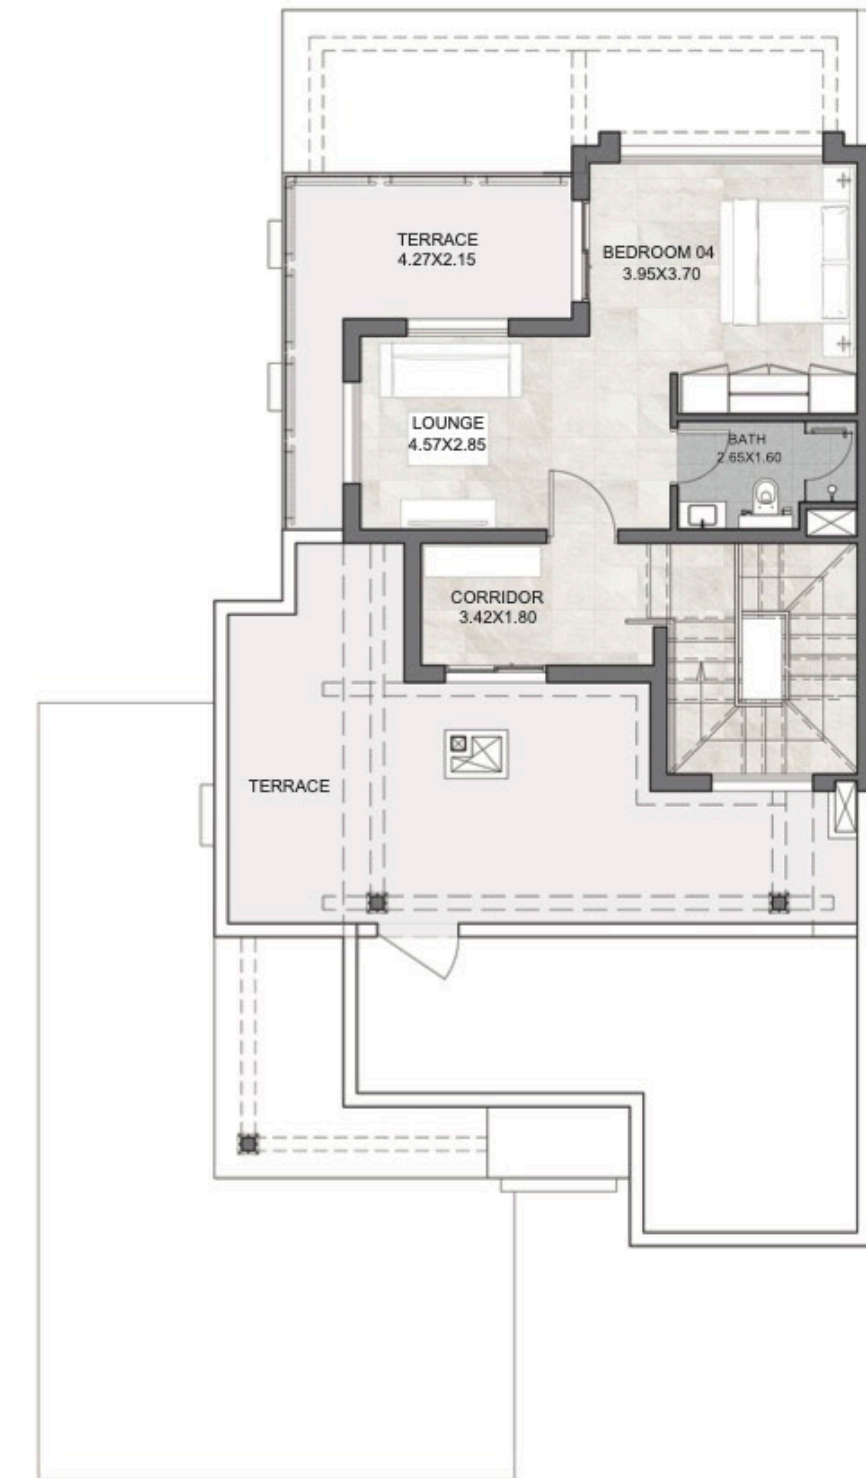 TERRACE
4.27X2.15
BEDROOM 04
3.95X3.70
LOUNGE
4.57X2.85
BATH
2.65X1.60
CORRIDOR
3.42X1.80
TERRACE